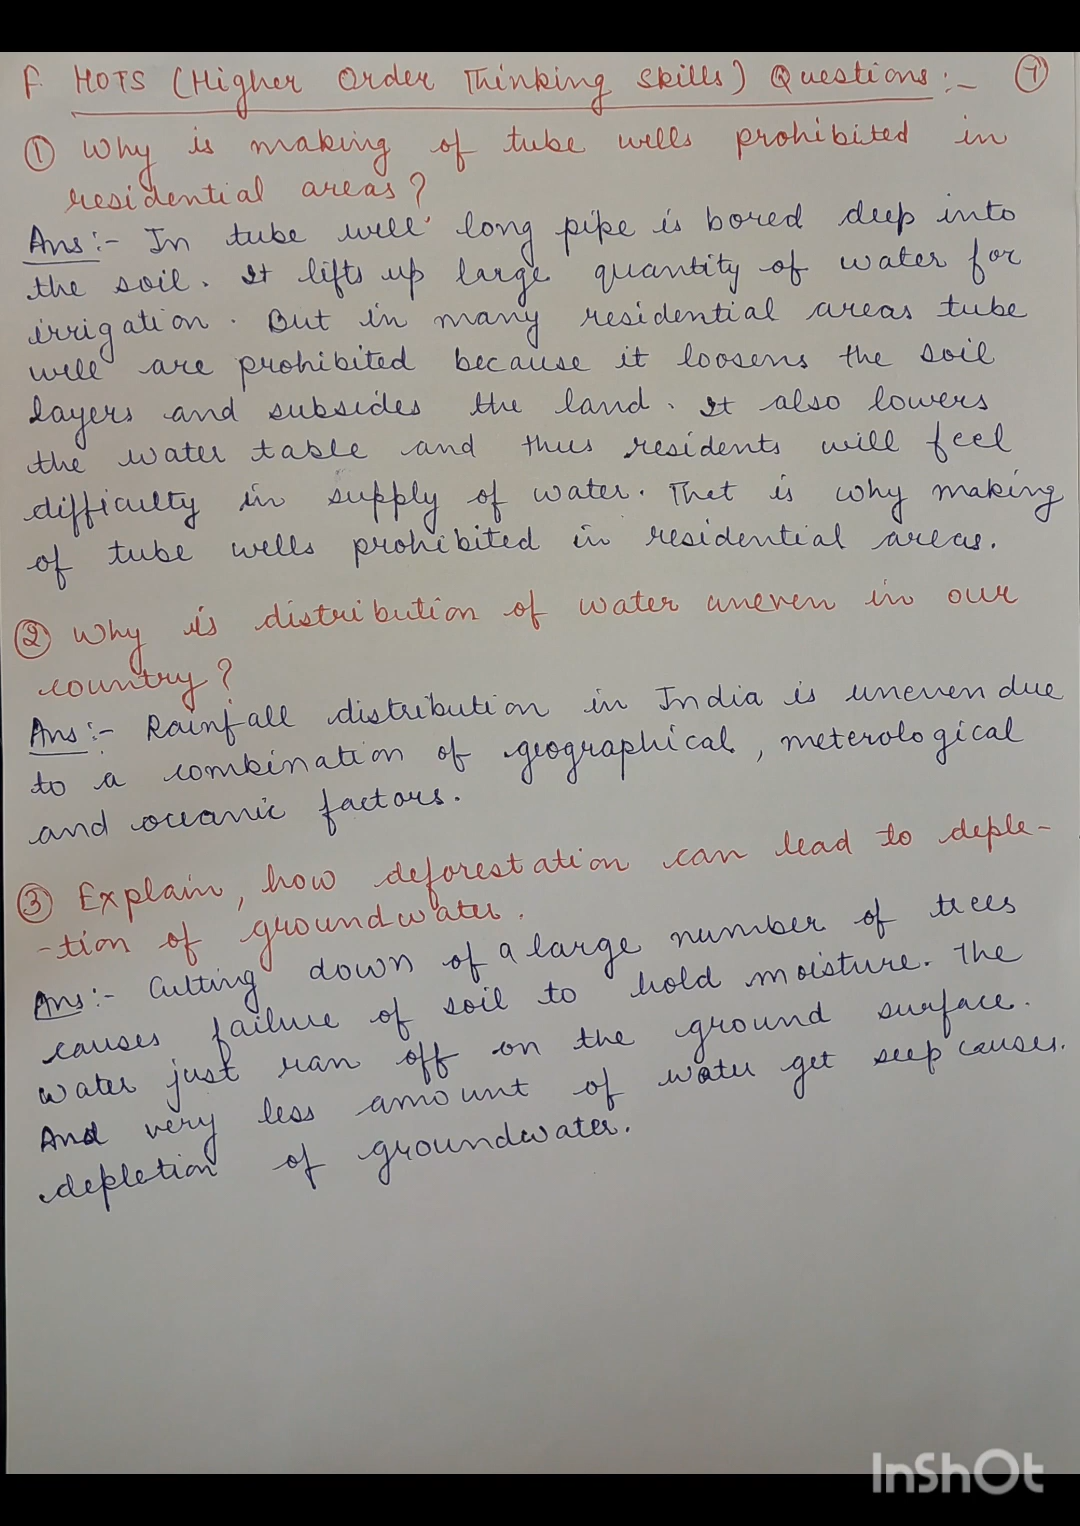 F. HOTS (Higher Order Thinking Skills) Questions:- 7
① Why is making of tube wells prohibited in
residential areas?
Ans:- In tube well long pipe is bored deep into
the soil. It lifts up large quantity of water for
irrigation. But in many residential areas tube
well are prohibited because it loosens the soil
layers and subsides the land. It also lowers
the water table and thus residents will feel
difficulty in supply of water. That is why making
of tube wells prohibited in residential areas.
② Why is distribution of water uneven in our
country?
Ans:- Rainfall distribution in India is uneven due
to a combination of geographical, meterological
and oceanic factors.
③ Explain, how deforestation can lead to deple-
-tion of groundwater.
Ans:- Cutting down of a large number of trees
causes failure of soil to hold moisture. The
water just ran off on the ground surface.
And very less amount of water get seep causes.
depletion of groundwater.
InShOt